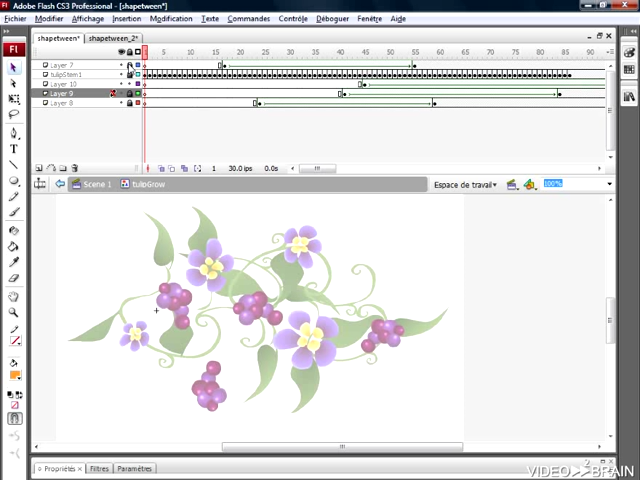 Adobe Flash CS3 Professional - [shapetween*]
Fichier Edition Affichage Insertion Modification Texte Commandes Contrôle Déboguer Fenêtre Aide
shapetween* shapetween_2*
5 10 15 20 25 30 35 40 45 50 55 60 65 70 75 80 85 90
Layer 7
tulipStem1
Layer 10
Layer 9
Layer 8
1 30.0 ips 0.0s
Scene 1 tulipGrow Espace de travail 100%
Propriétés Filtres Paramètres
VIDEO BRAIN